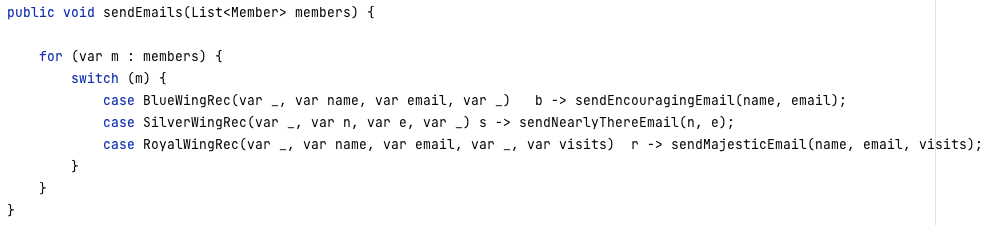 public void sendEmails(List<Member> members) {
for (var m : members) {
switch (m) {
case BlueWingRec(var _, var name, var email, var _)   b -> sendEncouragingEmail(name, email);
case SilverWingRec(var _, var n, var e, var _) s -> sendNearlyThereEmail(n, e);
case RoyalWingRec(var _, var name, var email, var _, var visits)  r -> sendMajesticEmail(name, email, visits);
}
}
}